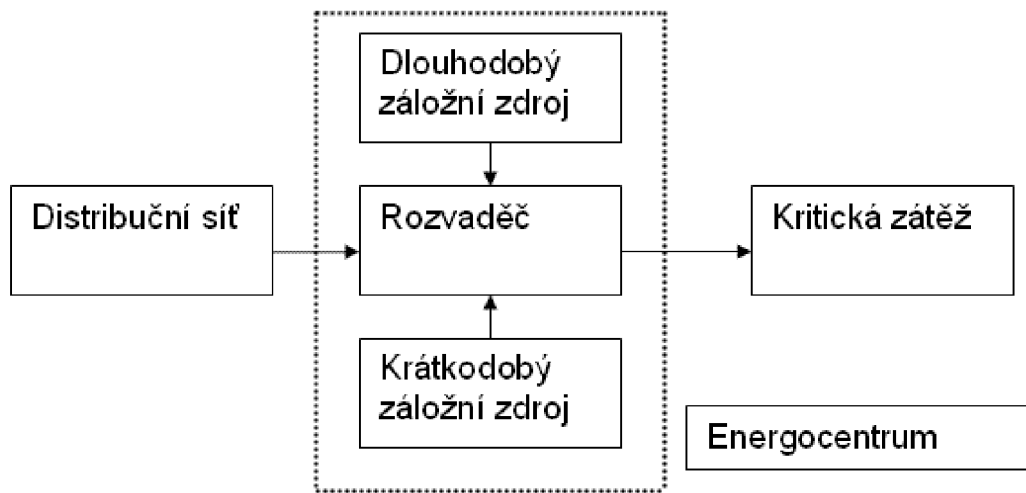 Dlouhodobý
záložní zdroj
Distribuční síť
Rozvaděč
Kritická zátěž
Krátkodobý
záložní zdroj
Energocentrum